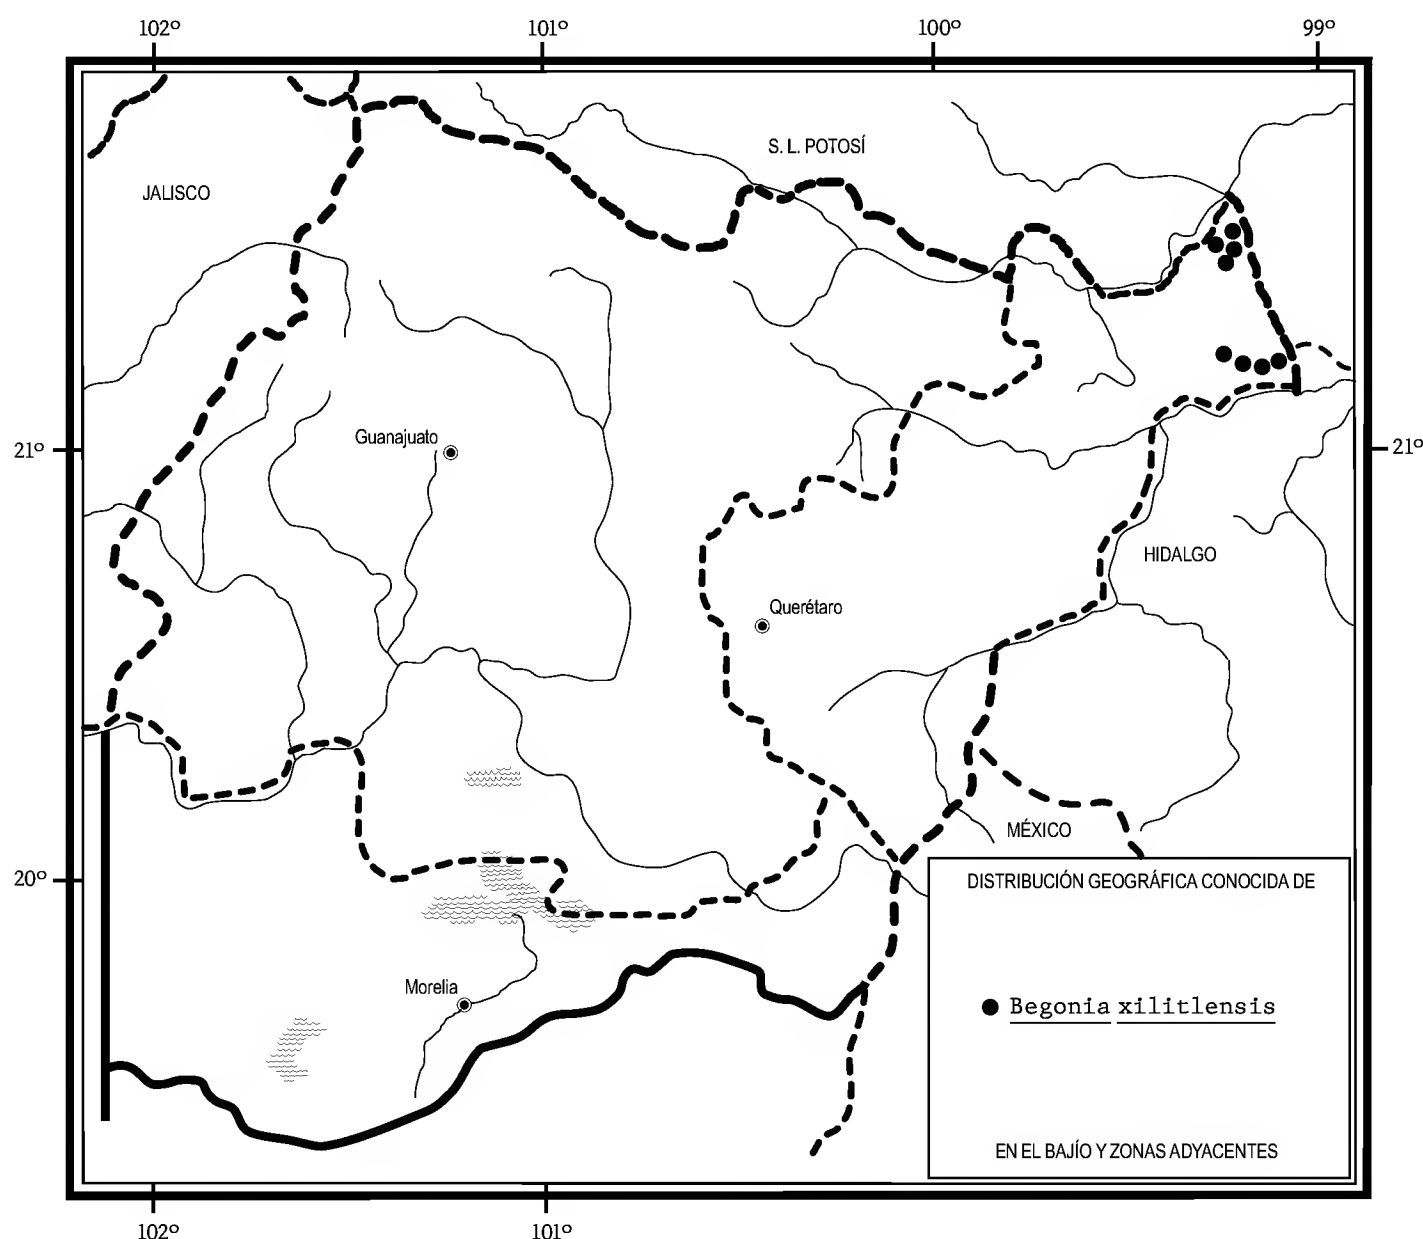 102º 101º 100º 99º
S. L. POTOSÍ
JALISCO
Guanajuato
21º
21º
HIDALGO
Querétaro
MÉXICO
20º
DISTRIBUCIÓN GEOGRÁFICA CONOCIDA DE
Morelia
Begonia xilitlensis
EN EL BAJÍO Y ZONAS ADYACENTES
102º 101º